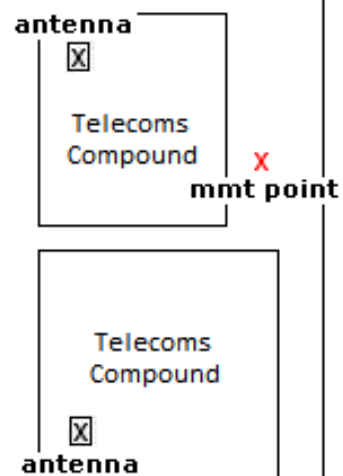 antenna
X
Telecoms
Compound
X
mmt point
Telecoms
Compound
X
antenna